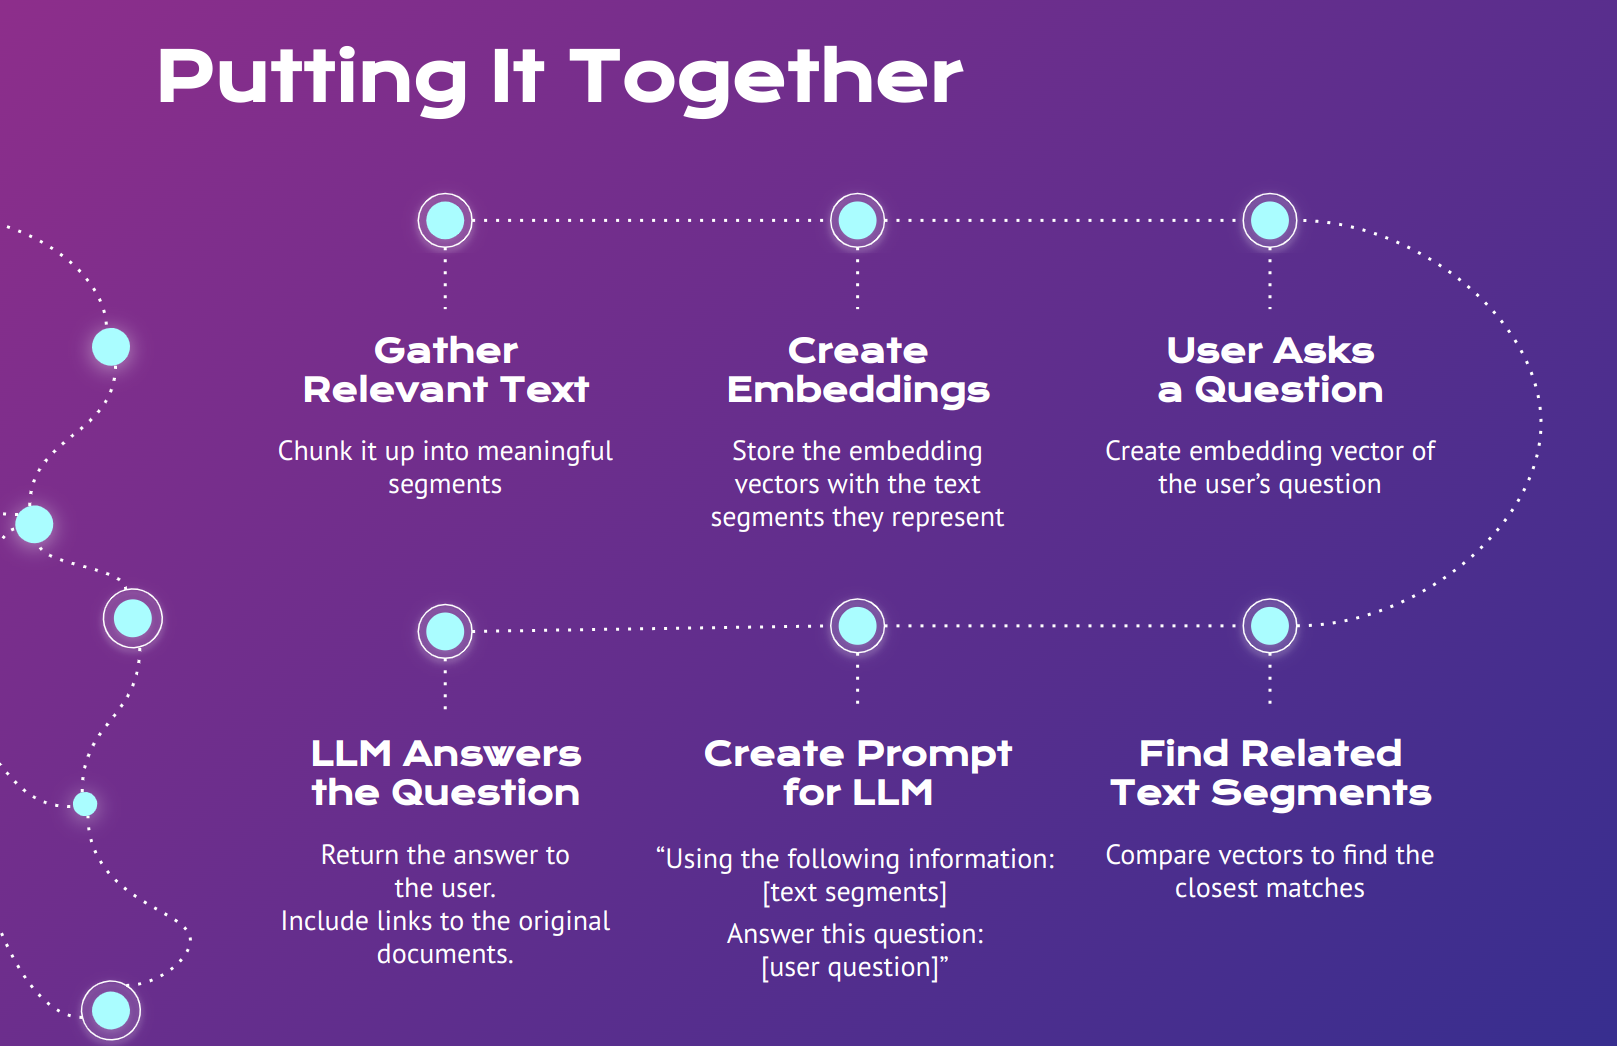 Putting It Together
Gather
Relevant Text
Chunk it up into meaningful
segments
Create
Embeddings
Store the embedding
vectors with the text
segments they represent
User Asks
a Question
Create embedding vector of
the user’s question
Find Related
Text Segments
Compare vectors to find the
closest matches
Create Prompt
for LLM
“Using the following information:
[text segments]
Answer this question:
[user question]”
LLM Answers
the Question
Return the answer to
the user.
Include links to the original
documents.